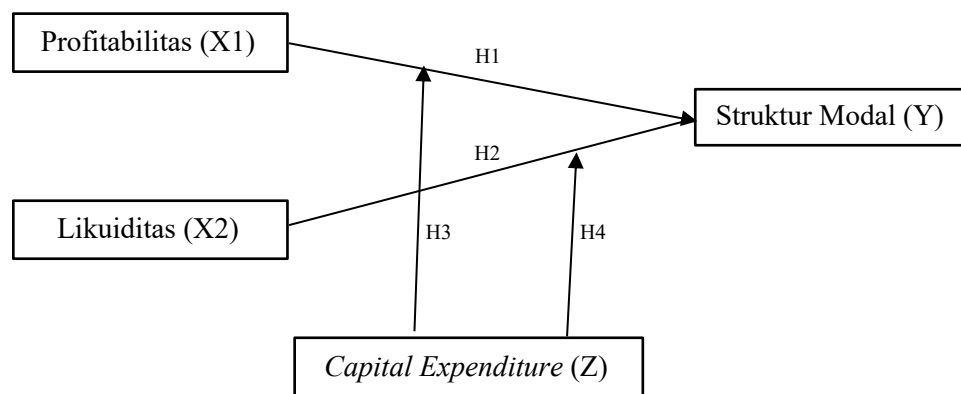 Profitabilitas (X1)
H1
Struktur Modal (Y)
H2
Likuiditas (X2)
H3
H4
Capital Expenditure (Z)